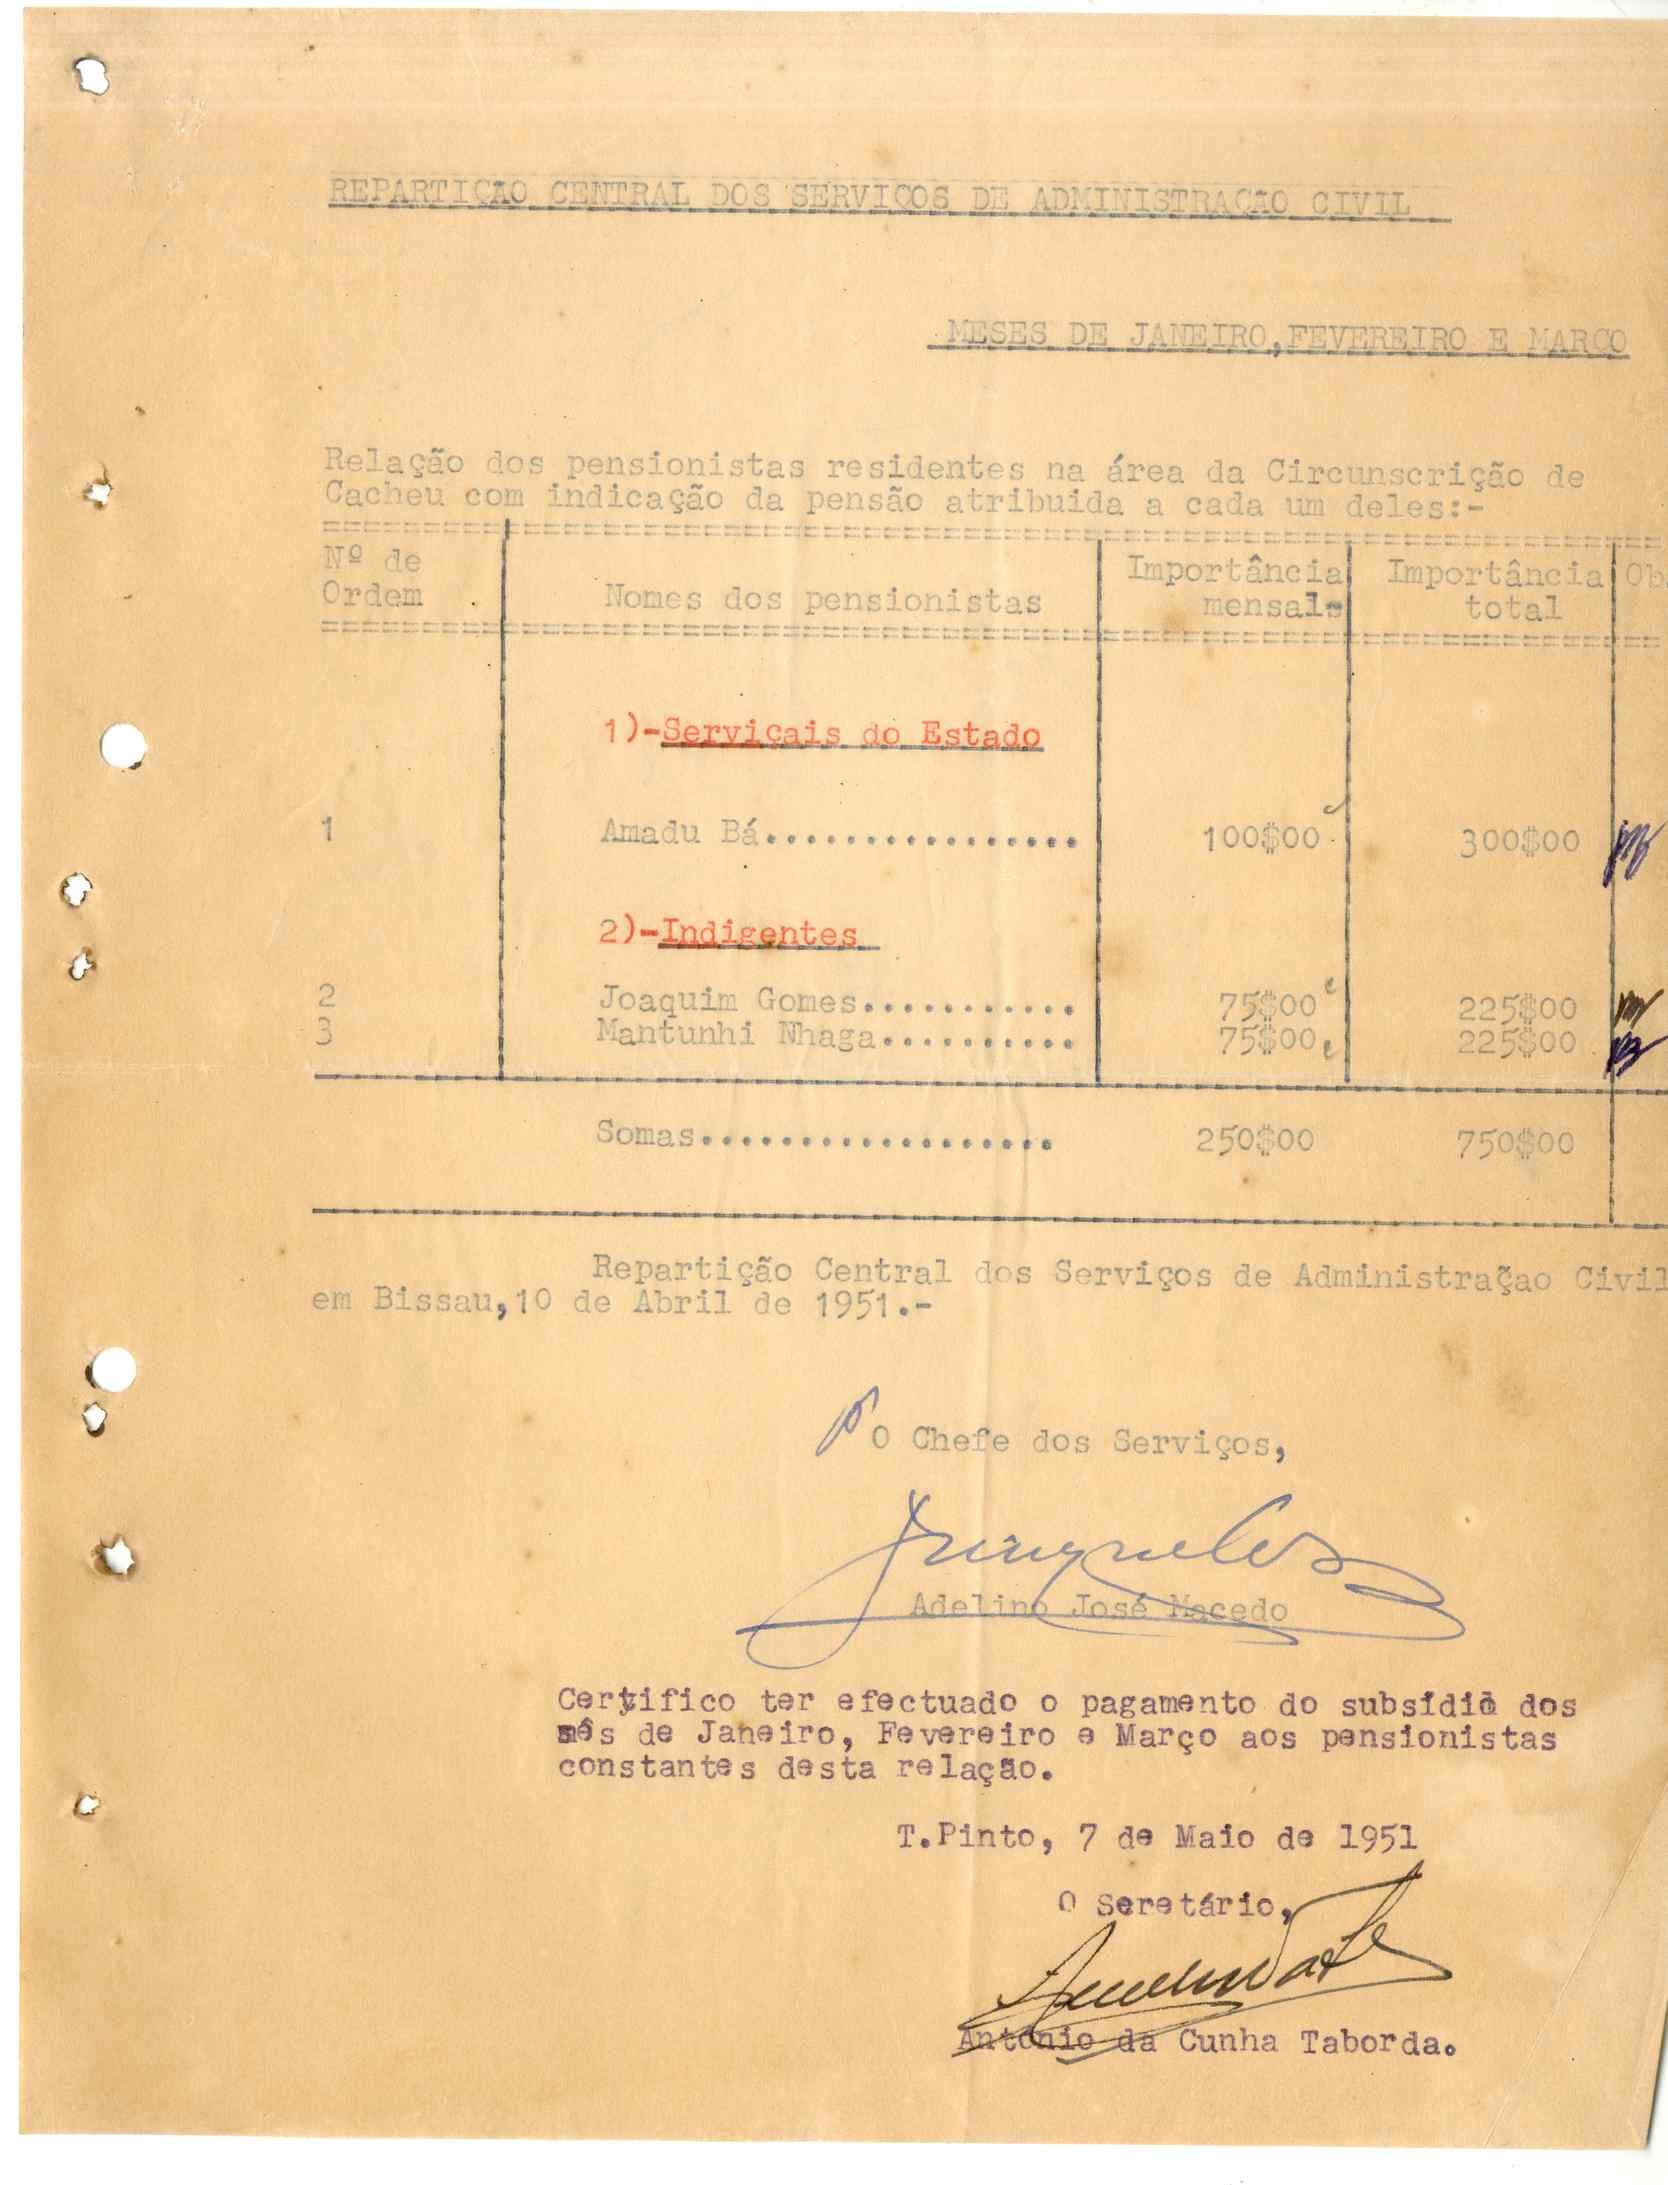 REPARTIÇÃO CENTRAL DOS SERVIÇOS DE ADMINISTRAÇÃO CIVIL
MESES DE JANEIRO,FEVEREIRO E MARÇO
Relação dos pensionistas residentes na área da Circunscrição de
Cacheu com indicação da pensão atribuida a cada um deles:-
Nº de Ordem Nomes dos pensionistas Importância mensal Importância total Ob
1)-Serviçais do Estado
1 Amadu Bá................ 100$00 300$00
2)-Indigentes
2 Joaquim Gomes........... 75$00 225$00
3 Mantunhi Nhaga.......... 75$00 225$00
Somas.................. 250$00 750$00
Repartição Central dos Serviços de Administração Civil
em Bissau,10 de Abril de 1951.-
O Chefe dos Serviços,
Adelino José Macedo
Certifico ter efectuado o pagamento do subsídio dos
mês de Janeiro, Fevereiro e Março aos pensionistas
constantes desta relação.
T.Pinto, 7 de Maio de 1951
O Seretário,
António da Cunha Taborda.